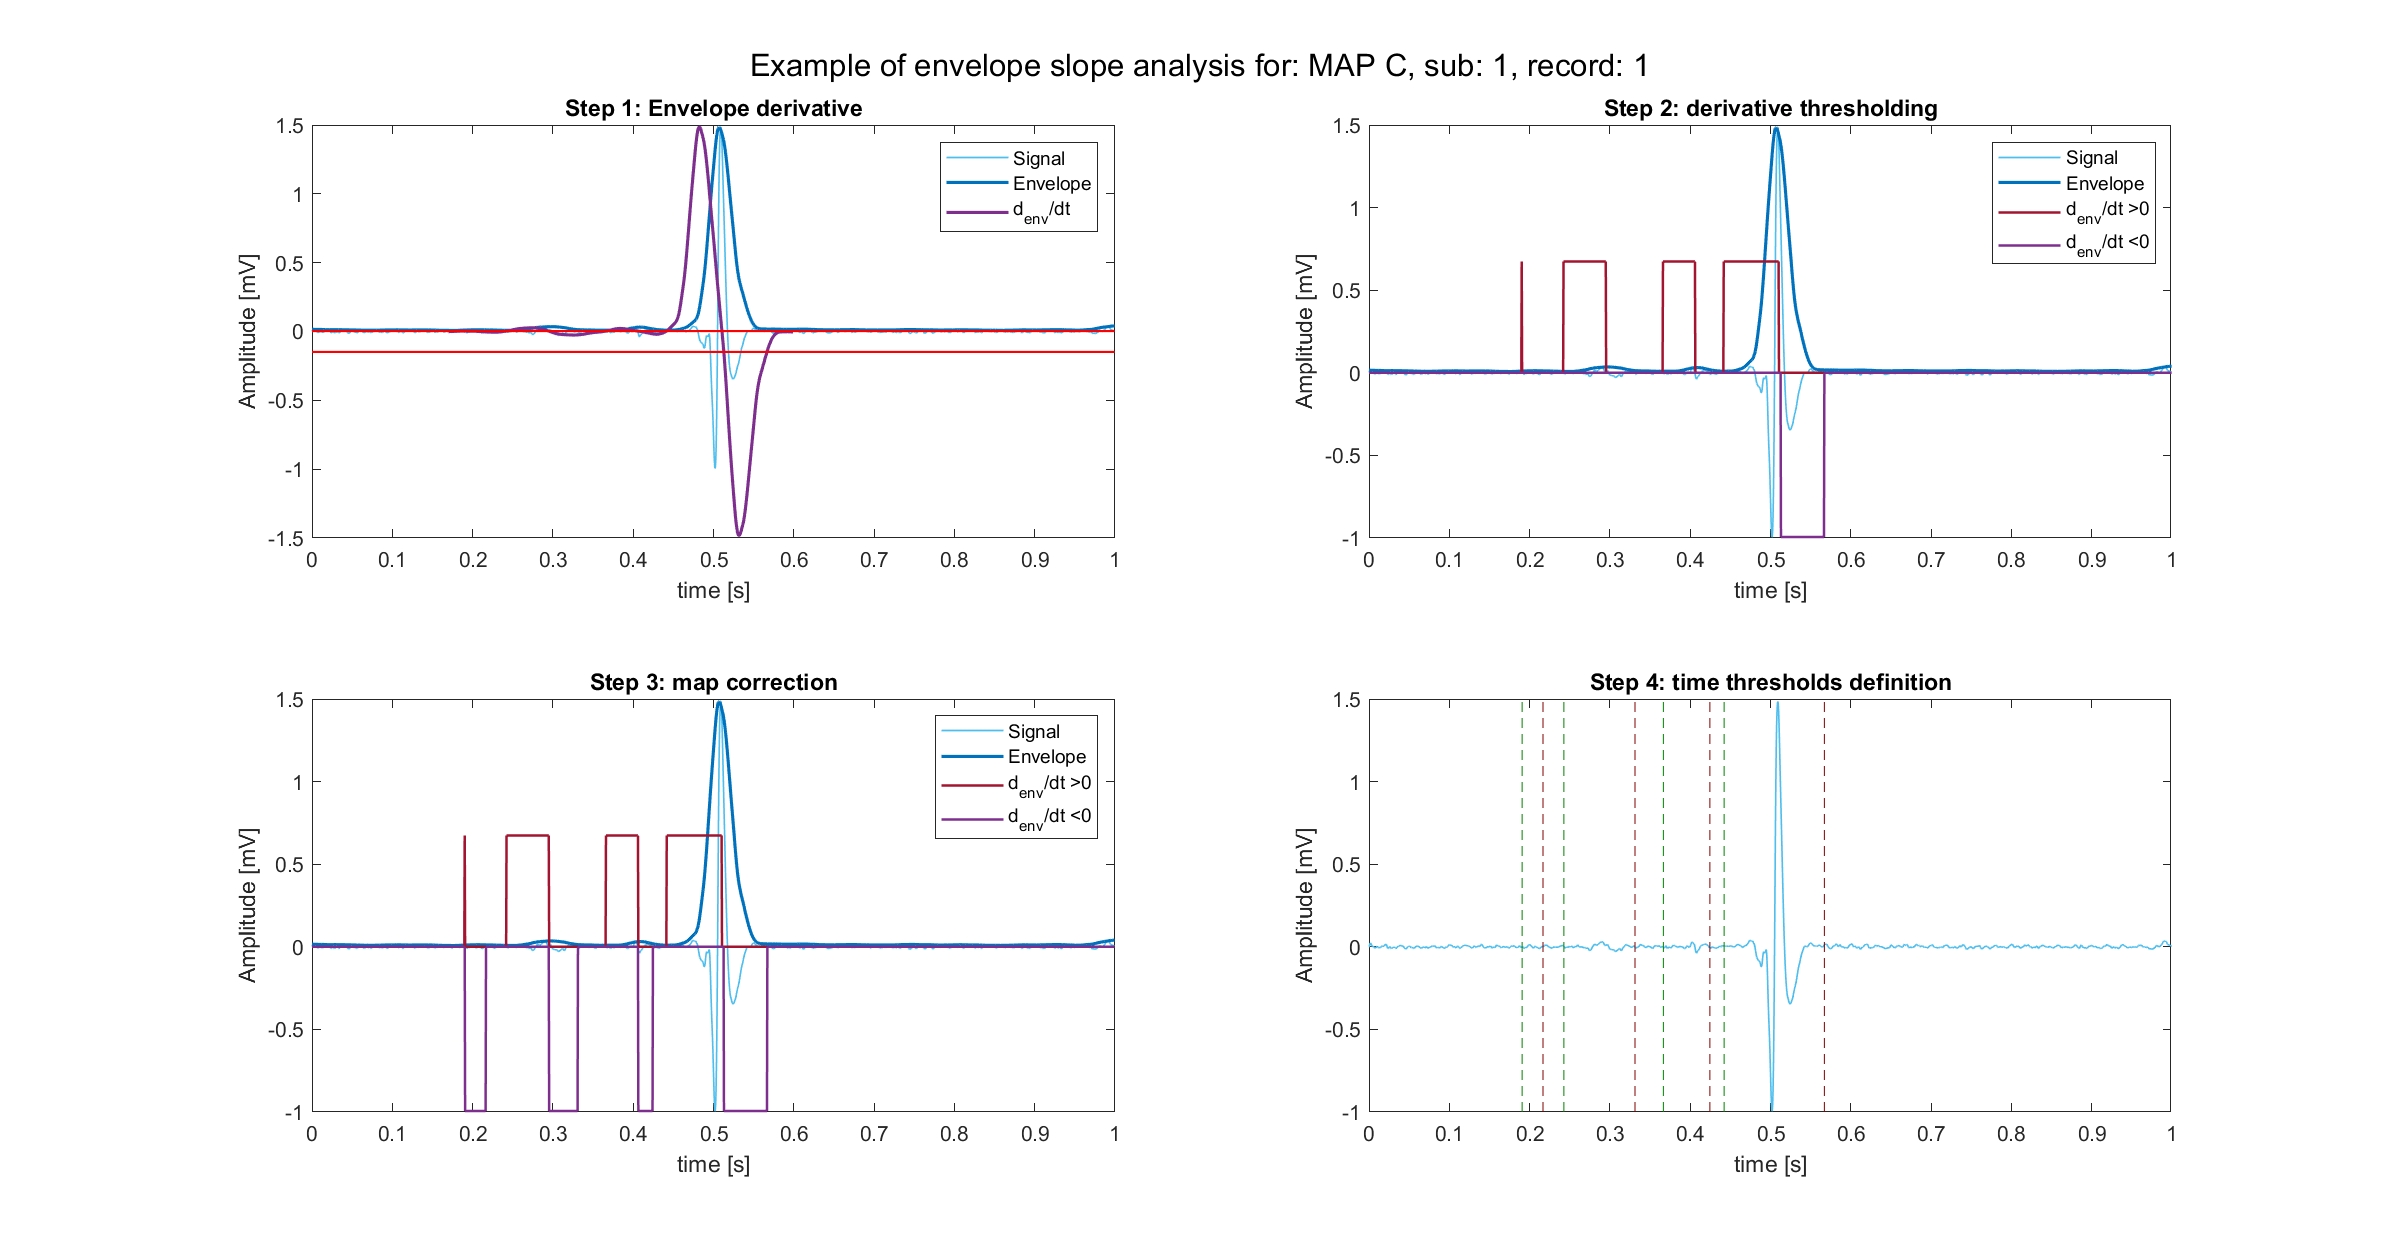 Example of envelope slope analysis for: MAP C, sub: 1, record: 1
Step 1: Envelope derivative
1.5
1
0.5
0
-0.5
-1
-1.5
Amplitude [mV]
0 0.1 0.2 0.3 0.4 0.5 0.6 0.7 0.8 0.9 1
time [s]
Signal
Envelope
d_env/dt
Step 2: derivative thresholding
1.5
1
0.5
0
-0.5
-1
Amplitude [mV]
0 0.1 0.2 0.3 0.4 0.5 0.6 0.7 0.8 0.9 1
time [s]
Signal
Envelope
d_env/dt >0
d_env/dt <0
Step 3: map correction
1.5
1
0.5
0
-0.5
-1
Amplitude [mV]
0 0.1 0.2 0.3 0.4 0.5 0.6 0.7 0.8 0.9 1
time [s]
Signal
Envelope
d_env/dt >0
d_env/dt <0
Step 4: time thresholds definition
1.5
1
0.5
0
-0.5
-1
Amplitude [mV]
0 0.1 0.2 0.3 0.4 0.5 0.6 0.7 0.8 0.9 1
time [s]